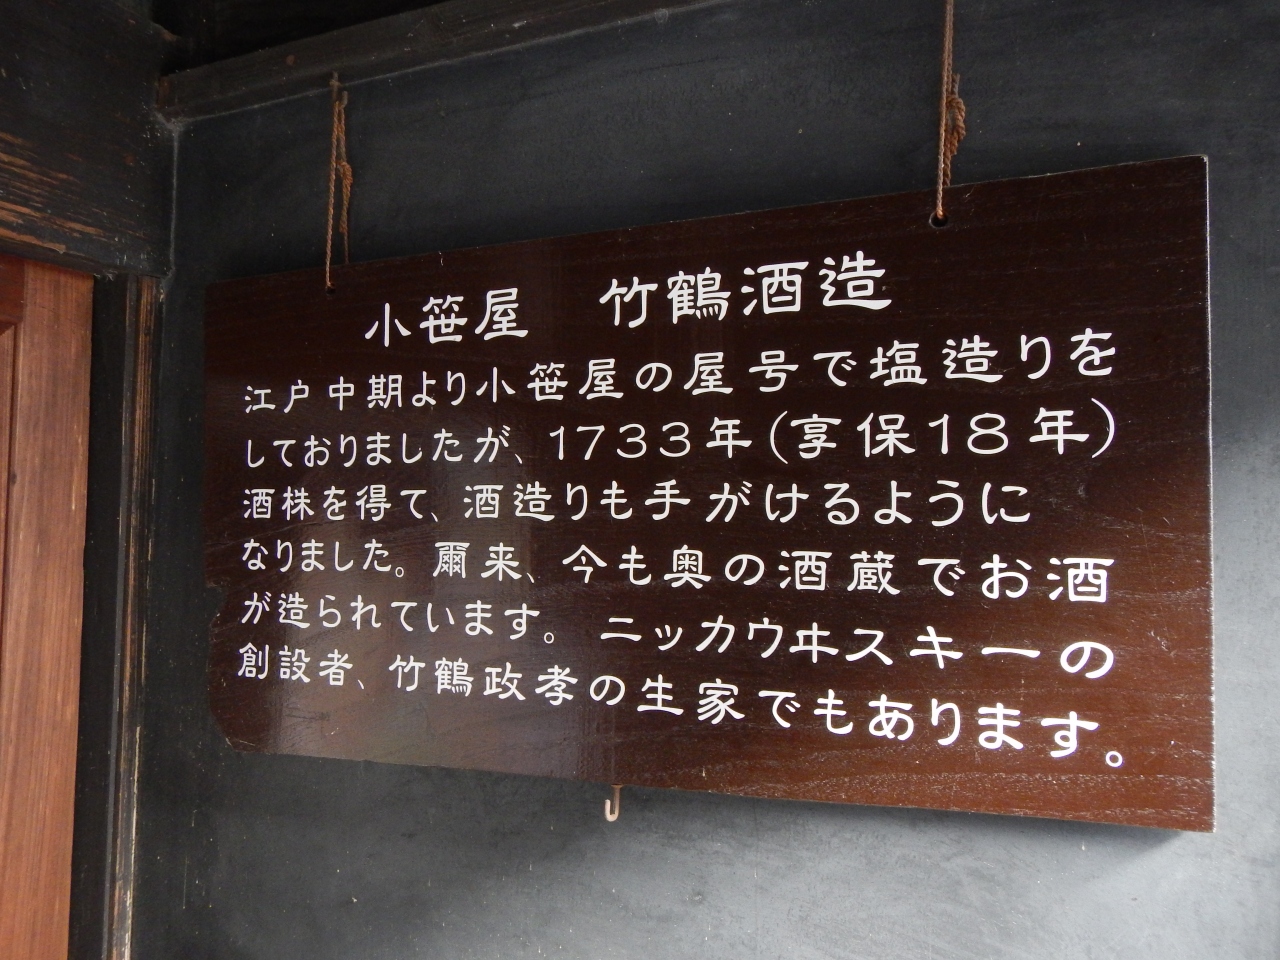 小笹屋　竹鶴酒造
江戸中期より小笹屋の屋号で塩造りを
しておりましたが、1733年(享保18年)
酒株を得て、酒造りも手がけるように
なりました。爾来、今も奥の酒蔵でお酒
が造られています。ニッカウヰスキーの
創設者、竹鶴政孝の生家でもあります。